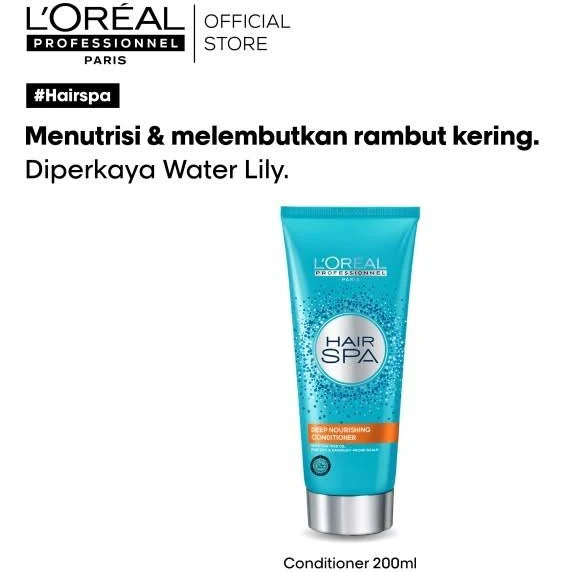 L'ORÉAL
PROFESSIONNEL
PARIS
OFFICIAL
STORE
#Hairspa
Menutrisi & melembutkan rambut kering.
Diperkaya Water Lily.
L'ORÉAL
PROFESSIONNEL
PARIS
HAIR
SPA
DEEP NOURISHING
CONDITIONER
Conditioner 200ml